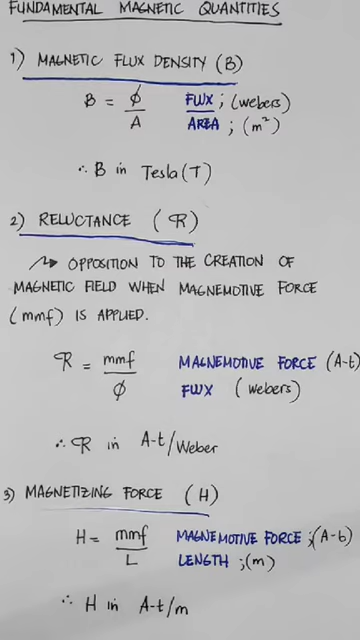 FUNDAMENTAL MAGNETIC QUANTITIES
1) MAGNETIC FLUX DENSITY (B)
B = ϕ/A FLUX ; (webers)
AREA ; (m²)
∴ B in Tesla (T)
2) RELUCTANCE (R)
↝ OPPOSITION TO THE CREATION OF
MAGNETIC FIELD WHEN MAGNEMOTIVE FORCE
(mmf) IS APPLIED.
R = mmf/ϕ MAGNEMOTIVE FORCE (A-t)
FLUX (webers)
∴ R in A-t/Weber
3) MAGNETIZING FORCE (H)
H = mmf/L MAGNEMOTIVE FORCE ; (A-t)
LENGTH ; (m)
∴ H in A-t/m